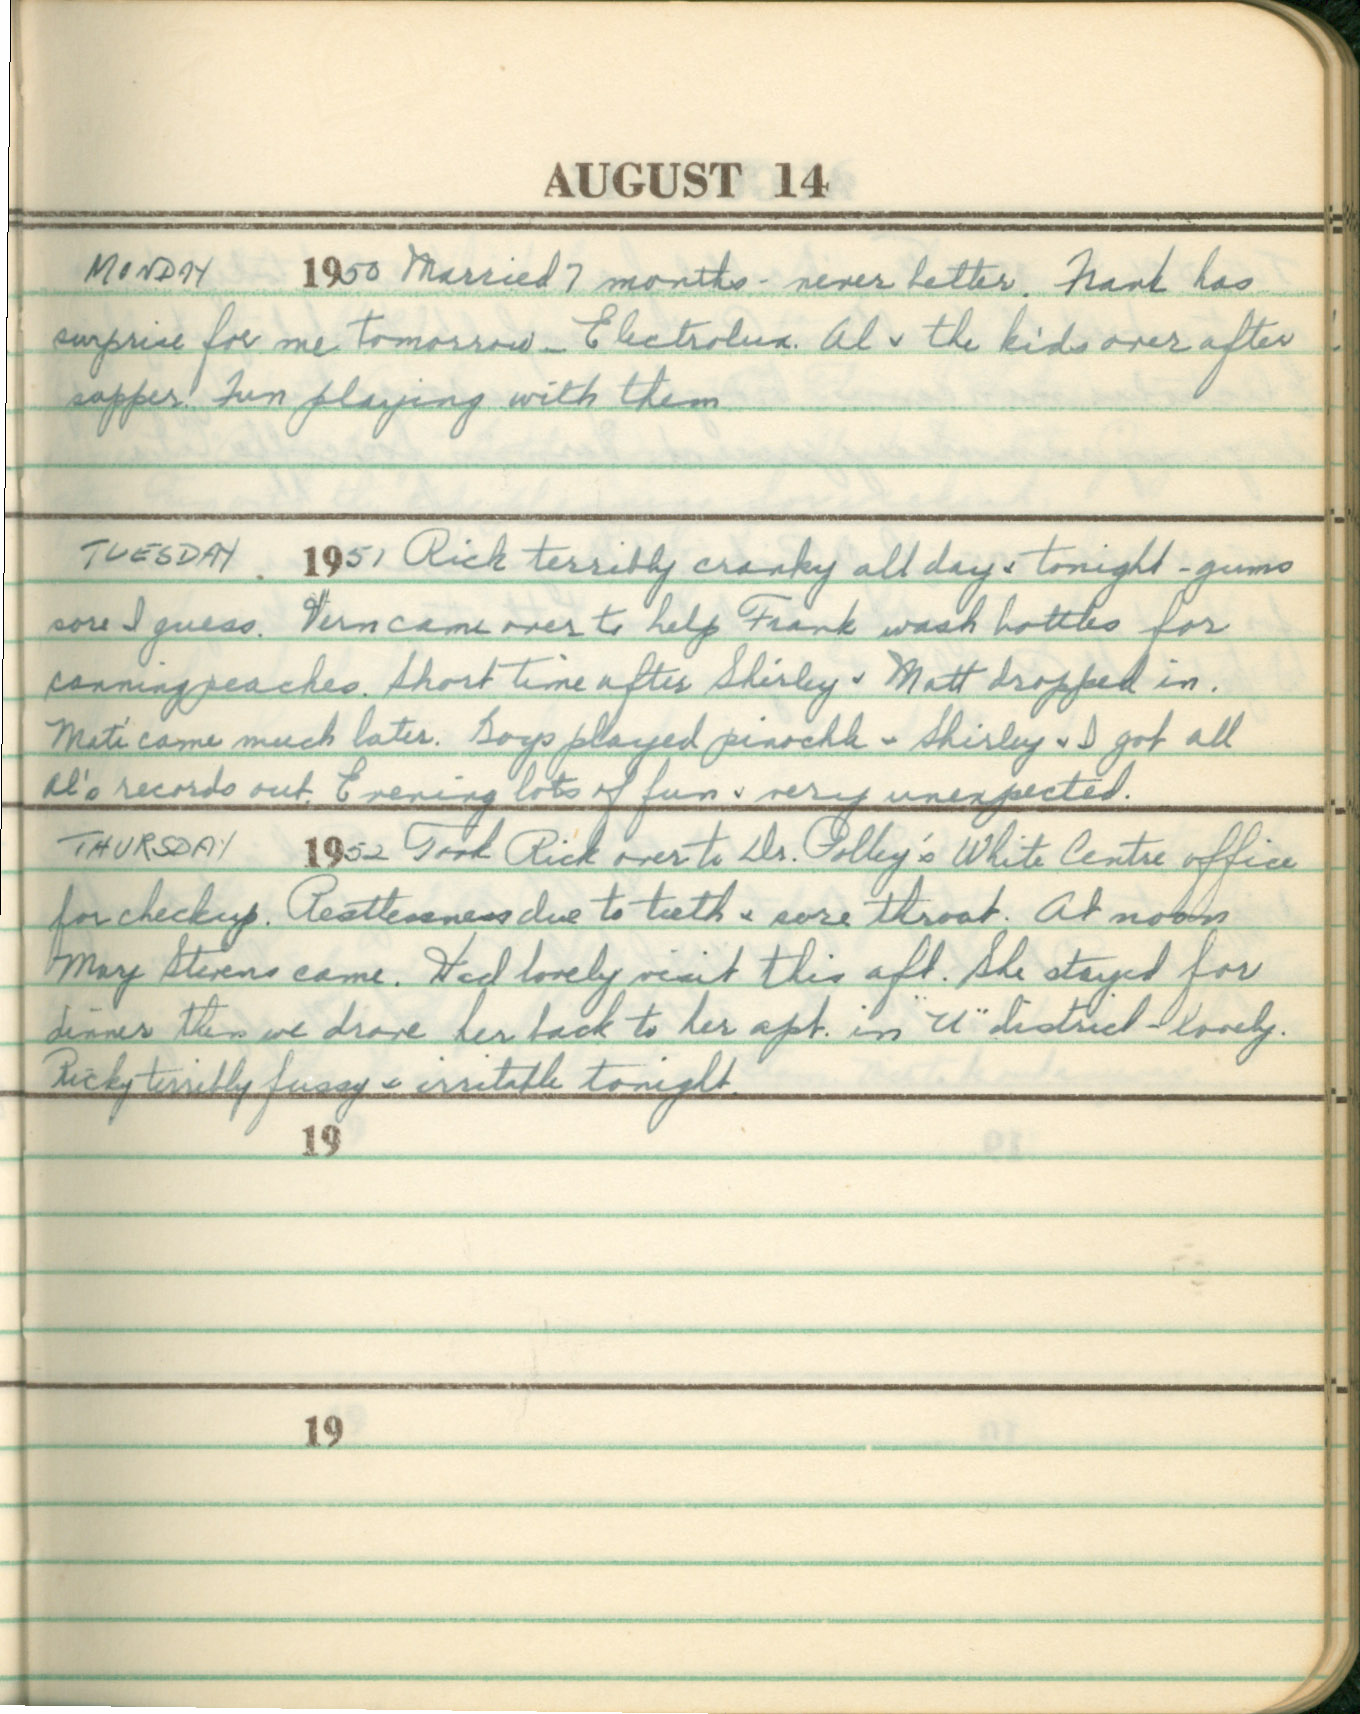 AUGUST 14
MONDAY 1950 Married 7 months - never better. Frank has
surprise for me tomorrow - Electrolux. Al & the kids over after
supper. Fun playing with them
TUESDAY 1951 Rick terribly cranky all day & tonight - gums
sore I guess. Vern came over to help Frank wash bottles for
canning peaches. Short time after Shirley & Matt dropped in.
came much later. Boys played pinochle & Shirley & I got all
Al's records out. Evening lots of fun & very unexpected.
THURSDAY 1952 Took Rick over to Dr. Polley's White Centre office
for checkup. Restlessness due to teeth & sore throat. At noon
Mary Stevens came. Had lovely visit this aft. She stayed for
dinner then we drove her back to her apt. in "U" district - lovely.
Ricky terribly fussy & irritable tonight.
19
19